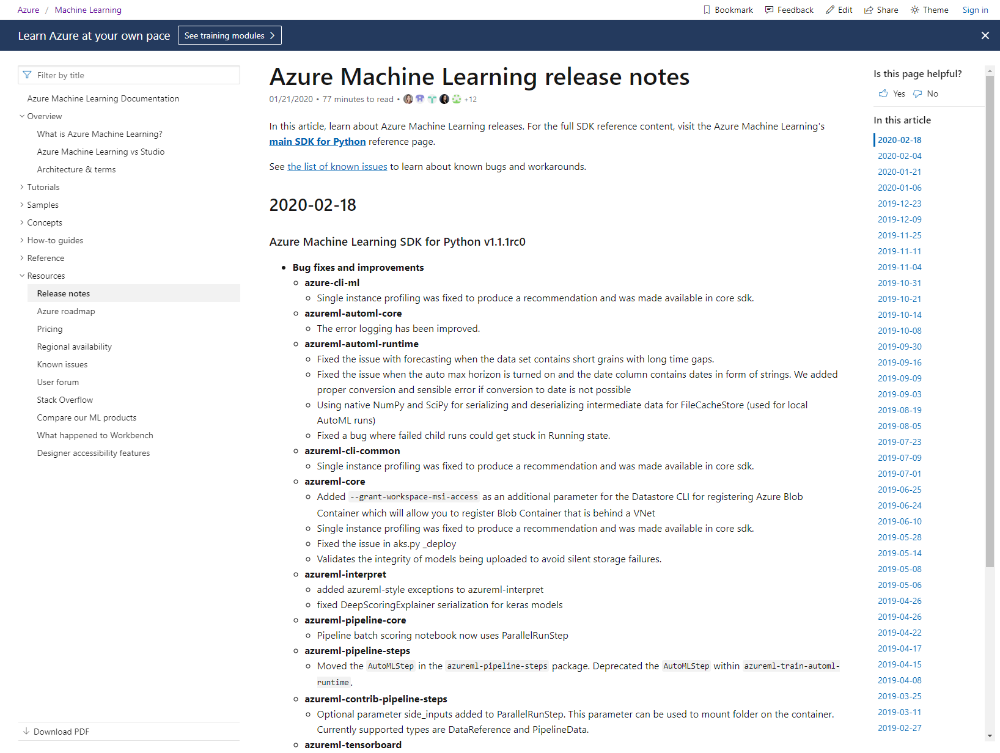 Azure / Machine Learning
Bookmark Feedback Edit Share Theme Sign in
Learn Azure at your own pace See training modules
Filter by title
Azure Machine Learning Documentation
Overview
What is Azure Machine Learning?
Azure Machine Learning vs Studio
Architecture & terms
Tutorials
Samples
Concepts
How-to guides
Reference
Resources
Release notes
Azure roadmap
Pricing
Regional availability
Known issues
User forum
Stack Overflow
Compare our ML products
What happened to Workbench
Designer accessibility features
Download PDF
Azure Machine Learning release notes
01/21/2020 • 77 minutes to read • +12
In this article, learn about Azure Machine Learning releases. For the full SDK reference content, visit the Azure Machine Learning's
main SDK for Python reference page.
See the list of known issues to learn about known bugs and workarounds.
2020-02-18
Azure Machine Learning SDK for Python v1.1.1rc0
Bug fixes and improvements
azure-cli-ml
Single instance profiling was fixed to produce a recommendation and was made available in core sdk.
azureml-automl-core
The error logging has been improved.
azureml-automl-runtime
Fixed the issue with forecasting when the data set contains short grains with long time gaps.
Fixed the issue when the auto max horizon is turned on and the date column contains dates in form of strings. We added
proper conversion and sensible error if conversion to date is not possible
Using native NumPy and SciPy for serializing and deserializing intermediate data for FileCacheStore (used for local
AutoML runs)
Fixed a bug where failed child runs could get stuck in Running state.
azureml-cli-common
Single instance profiling was fixed to produce a recommendation and was made available in core sdk.
azureml-core
Added --grant-workspace-msi-access as an additional parameter for the Datastore CLI for registering Azure Blob
Container which will allow you to register Blob Container that is behind a VNet
Single instance profiling was fixed to produce a recommendation and was made available in core sdk.
Fixed the issue in aks.py _deploy
Validates the integrity of models being uploaded to avoid silent storage failures.
azureml-interpret
added azureml-style exceptions to azureml-interpret
fixed DeepScoringExplainer serialization for keras models
azureml-pipeline-core
Pipeline batch scoring notebook now uses ParallelRunStep
azureml-pipeline-steps
Moved the AutoMLStep in the azureml-pipeline-steps package. Deprecated the AutoMLStep within azureml-train-automl-
runtime.
azureml-contrib-pipeline-steps
Optional parameter side_inputs added to ParallelRunStep. This parameter can be used to mount folder on the container.
Currently supported types are DataReference and PipelineData.
azureml-tensorboard
Is this page helpful?
Yes No
In this article
2020-02-18
2020-02-04
2020-01-21
2020-01-06
2019-12-23
2019-12-09
2019-11-25
2019-11-11
2019-11-04
2019-10-31
2019-10-21
2019-10-14
2019-10-08
2019-09-30
2019-09-16
2019-09-09
2019-09-03
2019-08-19
2019-08-05
2019-07-23
2019-07-09
2019-07-01
2019-06-25
2019-06-24
2019-06-10
2019-05-28
2019-05-14
2019-05-08
2019-05-06
2019-04-26
2019-04-26
2019-04-22
2019-04-17
2019-04-15
2019-04-08
2019-03-25
2019-03-11
2019-02-27